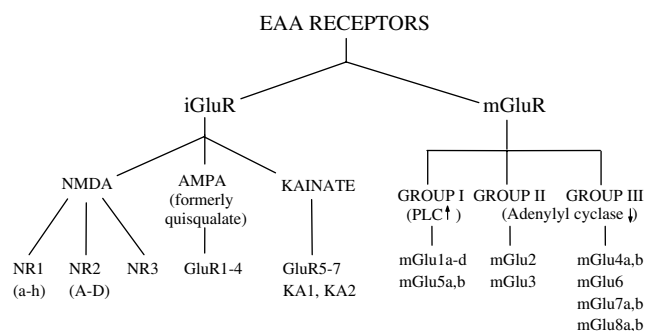 EAA RECEPTORS
iGluR mGluR
NMDA AMPA (formerly quisqualate) KAINATE
GROUP I (PLC↑) GROUP II GROUP III
(Adenylyl cyclase↓)
NR1 (a-h)
NR2 (A-D)
NR3
GluR1-4
GluR5-7
KA1, KA2
mGlu1a-d
mGlu5a,b
mGlu2
mGlu3
mGlu4a,b
mGlu6
mGlu7a,b
mGlu8a,b